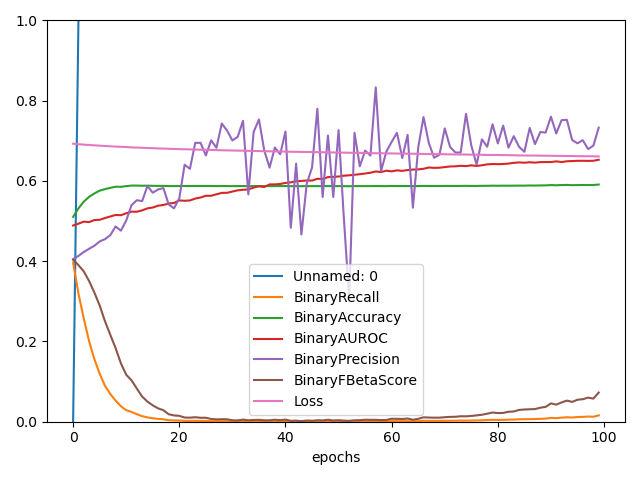 1.0
0.8
0.6
0.4
0.2
0.0
Unnamed: 0
BinaryRecall
BinaryAccuracy
BinaryAUROC
BinaryPrecision
BinaryFBetaScore
Loss
0 20 40 60 80 100
epochs